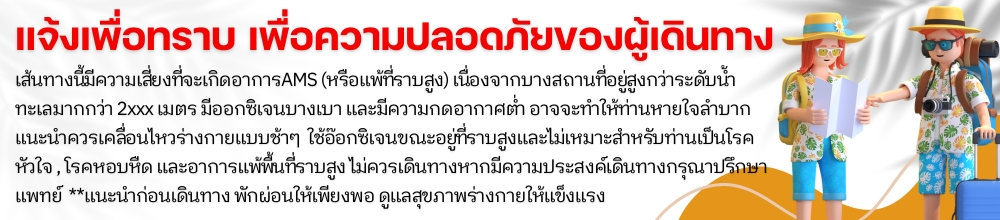 แจ้งเพื่อทราบ เพื่อความปลอดภัยของผู้เดินทาง
เส้นทางนี้มีความเสี่ยงที่จะเกิดอาการAMS (หรือแพ้ที่ราบสูง) เนื่องจากบางสถานที่อยู่สูงกว่าระดับน้ำ
ทะเลมากกว่า 2xxx เมตร มีออกซิเจนบางเบา และมีความกดอากาศต่ำ อาจจะทำให้ท่านหายใจลำบาก
แนะนำควรเคลื่อนไหวร่างกายแบบช้าๆ ใช้อ๊อกซิเจนขณะอยู่ที่ราบสูงและไม่เหมาะสำหรับท่านเป็นโรค
หัวใจ , โรคหอบหืด และอาการแพ้พื้นที่ราบสูง ไม่ควรเดินทางหากมีความประสงค์เดินทางกรุณาปรึกษา
แพทย์ **แนะนำก่อนเดินทาง พักผ่อนให้เพียงพอ ดูแลสุขภาพร่างกายให้แข็งแรง